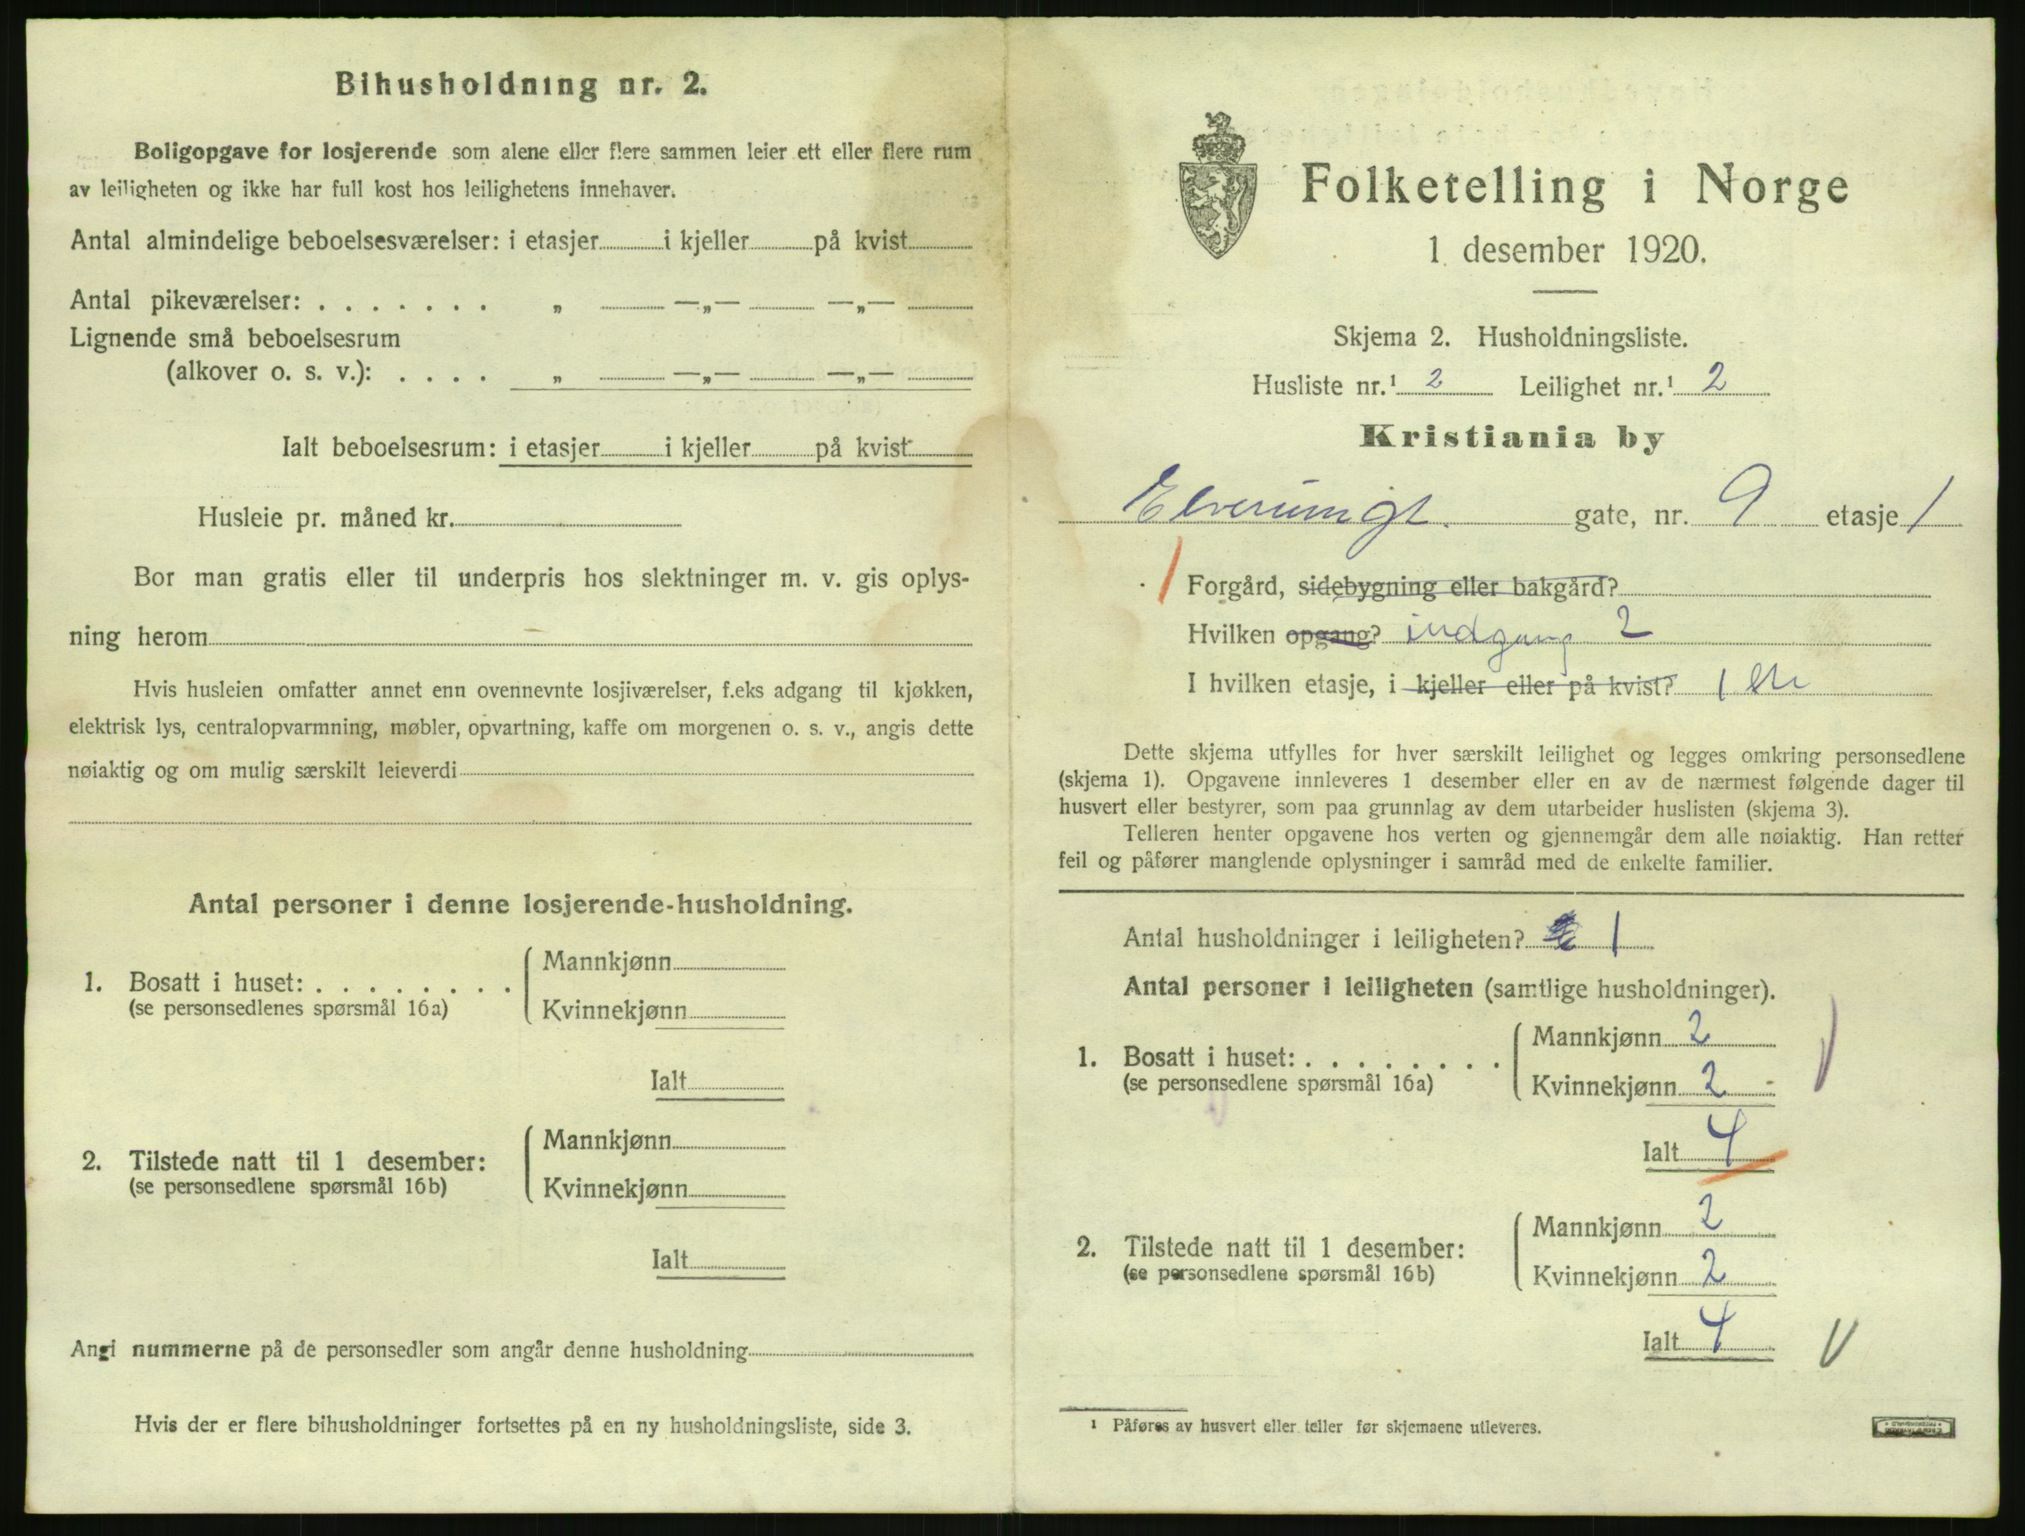 Bihusholdning nr. 2.
Boligopgave for losjerende som alene eller flere sammen leier ett eller flere rum
av leiligheten og ikke har full kost hos leilighetens innehaver.
Antal almindelige beboelsesværelser: i etasjer i kjeller på kvist
Antal pikeværelser: . . . . . . . „ —„— —„—
Lignende små beboelsesrum
(alkover o. s. v.): . . . . „ —„— —„—
Ialt beboelsesrum: i etasjer i kjeller på kvist
Husleie pr. måned kr.
Bor man gratis eller til underpris hos slektninger m. v. gis oplys-
ning herom
Hvis husleien omfatter annet enn ovennevnte losjiværelser, f.eks adgang til kjøkken,
elektrisk lys, centralopvarmning, møbler, opvartning, kaffe om morgenen o. s. v., angis dette
nøiaktig og om mulig særskilt leieverdi
Antal personer i denne losjerende-husholdning.
1. Bosatt i huset: . . . . . . . .
(se personsedlenes spørsmål 16a)
Mannkjønn
Kvinnekjønn
Ialt
2. Tilstede natt til 1 desember:
(se personsedlene spørsmål 16b)
Mannkjønn
Kvinnekjønn
Ialt
Angi nummerne på de personsedler som angår denne husholdning
Hvis der er flere bihusholdninger fortsettes på en ny husholdningsliste, side 3.
Folketelling i Norge
1 desember 1920.
Skjema 2. Husholdningsliste.
Husliste nr.¹ 2 Leilighet nr.¹ 2
Kristiania by
Elverumgt. gate, nr. 9 etasje 1
Forgård, sidebygning eller bakgård?
Hvilken opgang? indgang 2
I hvilken etasje, i kjeller eller på kvist? 1 ste
Dette skjema utfylles for hver særskilt leilighet og legges omkring personsedlene
(skjema 1). Opgavene innleveres 1 desember eller en av de nærmest følgende dager til
husvert eller bestyrer, som paa grunnlag av dem utarbeider huslisten (skjema 3).
Telleren henter opgavene hos verten og gjennemgår dem alle nøiaktig. Han retter
feil og påfører manglende oplysninger i samråd med de enkelte familier.
Antal husholdninger i leiligheten? 1
Antal personer i leiligheten (samtlige husholdninger).
1. Bosatt i huset: . . . . . . . .
(se personsedlene spørsmål 16a)
Mannkjønn 2
Kvinnekjønn 2
Ialt 4
2. Tilstede natt til 1 desember:
(se personsedlene spørsmål 16b)
Mannkjønn 2
Kvinnekjønn 2
Ialt 4
¹ Påføres av husvert eller teller før skjemaene utleveres.